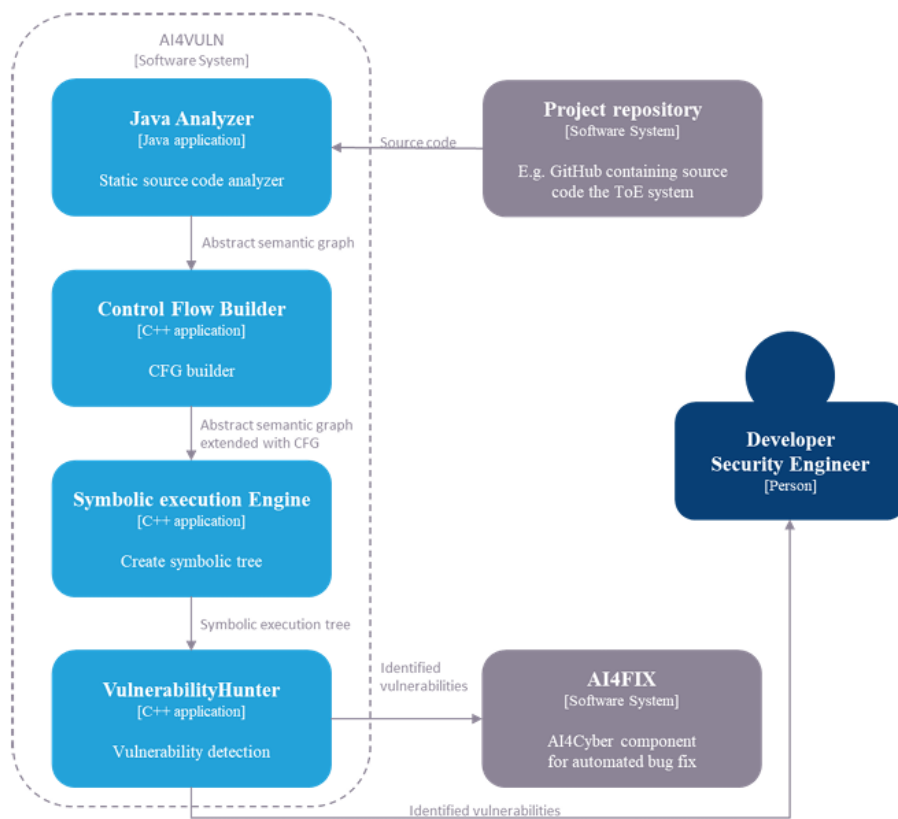 AI4VULN
[Software System]
Java Analyzer
[Java application]
Static source code analyzer
Source code
Project repository
[Software System]
E.g. GitHub containing source
code the ToE system
Abstract semantic graph
Control Flow Builder
[C++ application]
CFG builder
Abstract semantic graph
extended with CFG
Developer
Security Engineer
[Person]
Symbolic execution Engine
[C++ application]
Create symbolic tree
Symbolic execution tree
VulnerabilityHunter
[C++ application]
Vulnerability detection
Identified
vulnerabilities
AI4FIX
[Software System]
AI4Cyber component
for automated bug fix
Identified vulnerabilities